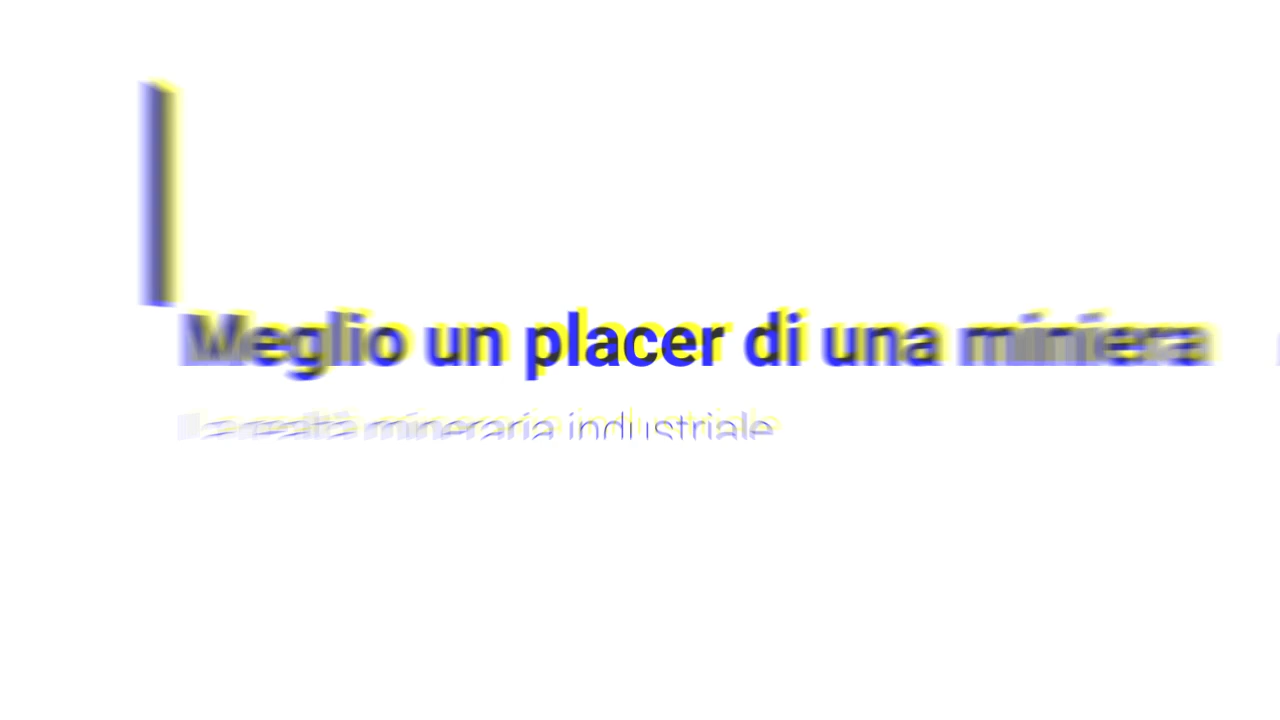 Meglio un placer di una miniera
La realtà mineraria industriale